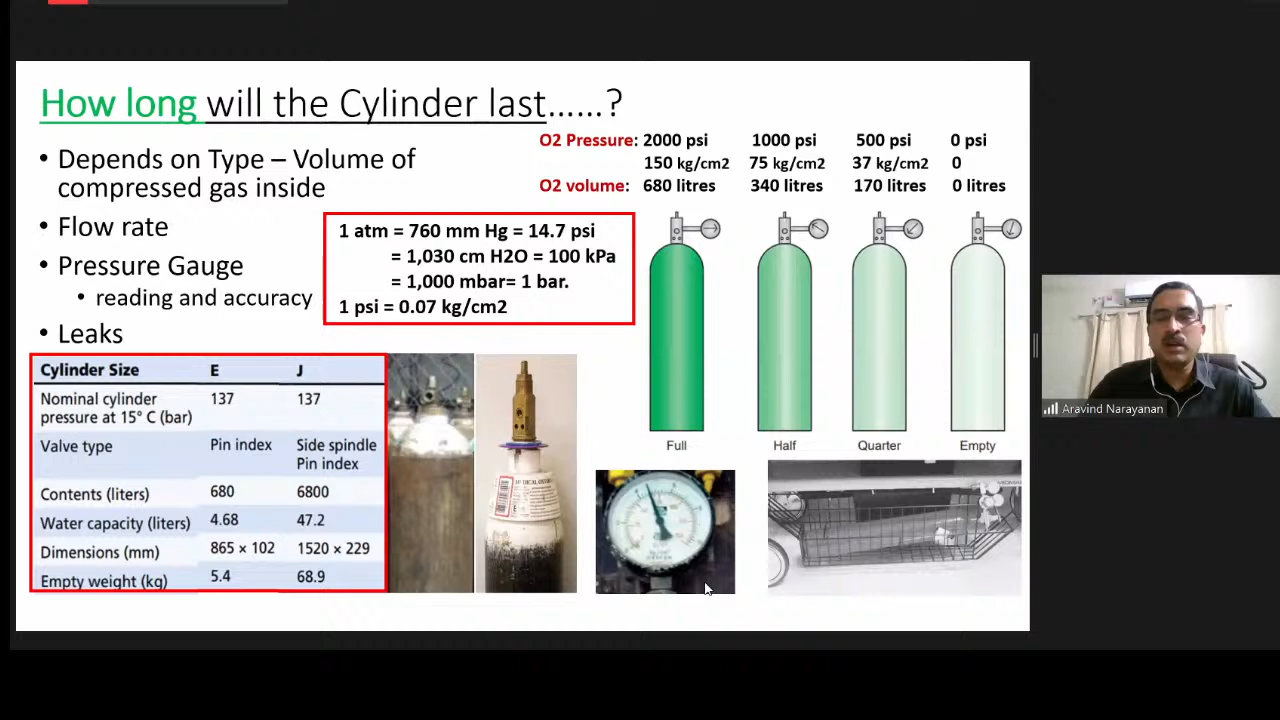 How long will the Cylinder last......?
• Depends on Type – Volume of
compressed gas inside
• Flow rate
• Pressure Gauge
• reading and accuracy
• Leaks
O2 Pressure: 2000 psi 1000 psi 500 psi 0 psi
150 kg/cm2 75 kg/cm2 37 kg/cm2 0
O2 volume: 680 litres 340 litres 170 litres 0 litres
1 atm = 760 mm Hg = 14.7 psi
= 1,030 cm H2O = 100 kPa
= 1,000 mbar= 1 bar.
1 psi = 0.07 kg/cm2
Full Half Quarter Empty
Cylinder Size E J
Nominal cylinder 137 137
pressure at 15° C (bar)
Valve type Pin index Side spindle
Pin index
Contents (liters) 680 6800
Water capacity (liters) 4.68 47.2
Dimensions (mm) 865 × 102 1520 × 229
Empty weight (kg) 5.4 68.9
Aravind Narayanan